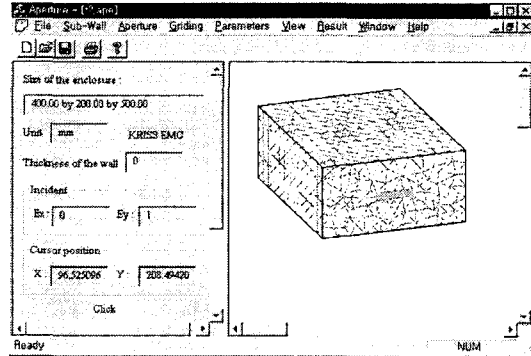 Aperture - [*.ape]
File Sub-Wall Aperture Griding Parameters View Result Window Help
Size of the enclosure :
400.00 by 200.00 by 500.00
Unit mm KRISS EMC
Thickness of the wall 0
Incident
Ex : 0 Ey : 1
Cursor position
X : 96.525096 Y : 208.49420
Click
Ready NUM